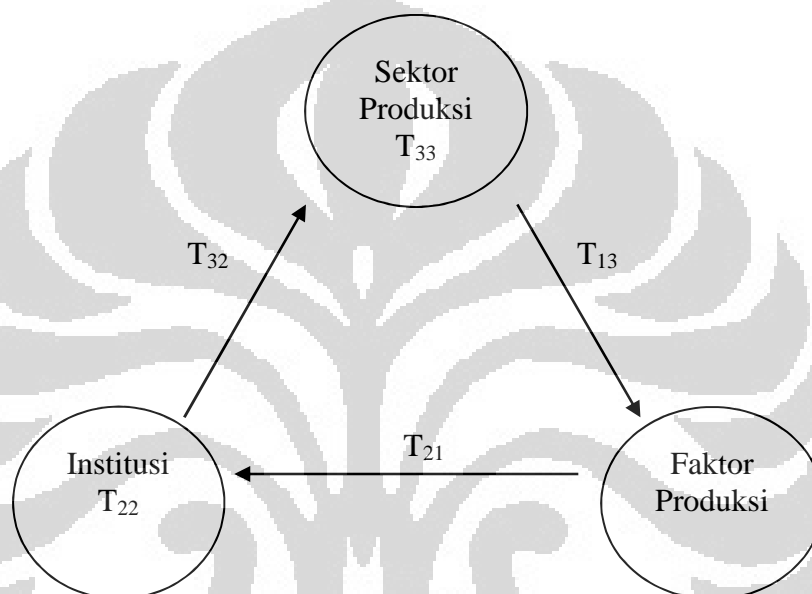 Sektor
Produksi
T₃₃
T₃₂
T₁₃
T₂₁
Institusi
T₂₂
Faktor
Produksi